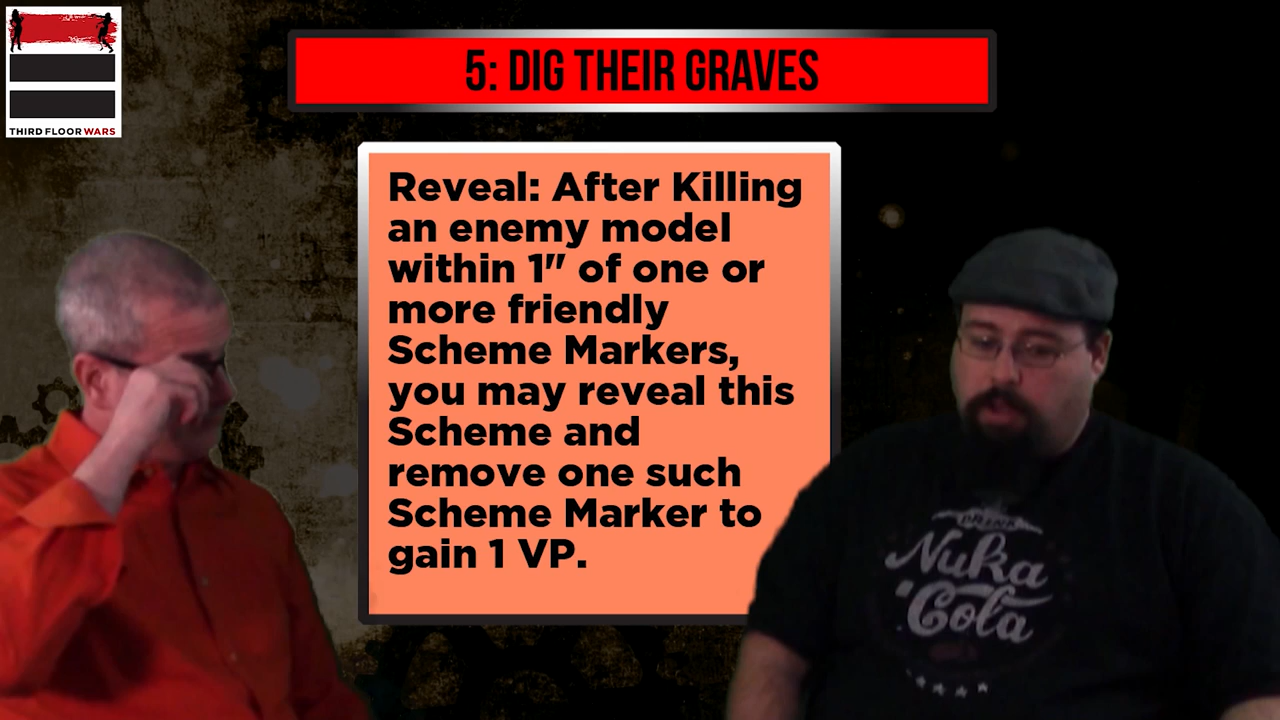 5: DIG THEIR GRAVES
THIRD FLOOR WARS
Reveal: After Killing
an enemy model
within 1" of one or
more friendly
Scheme Markers,
you may reveal this
Scheme and
remove one such
Scheme Marker to
gain 1 VP.
DRINK
Nuka
Cola